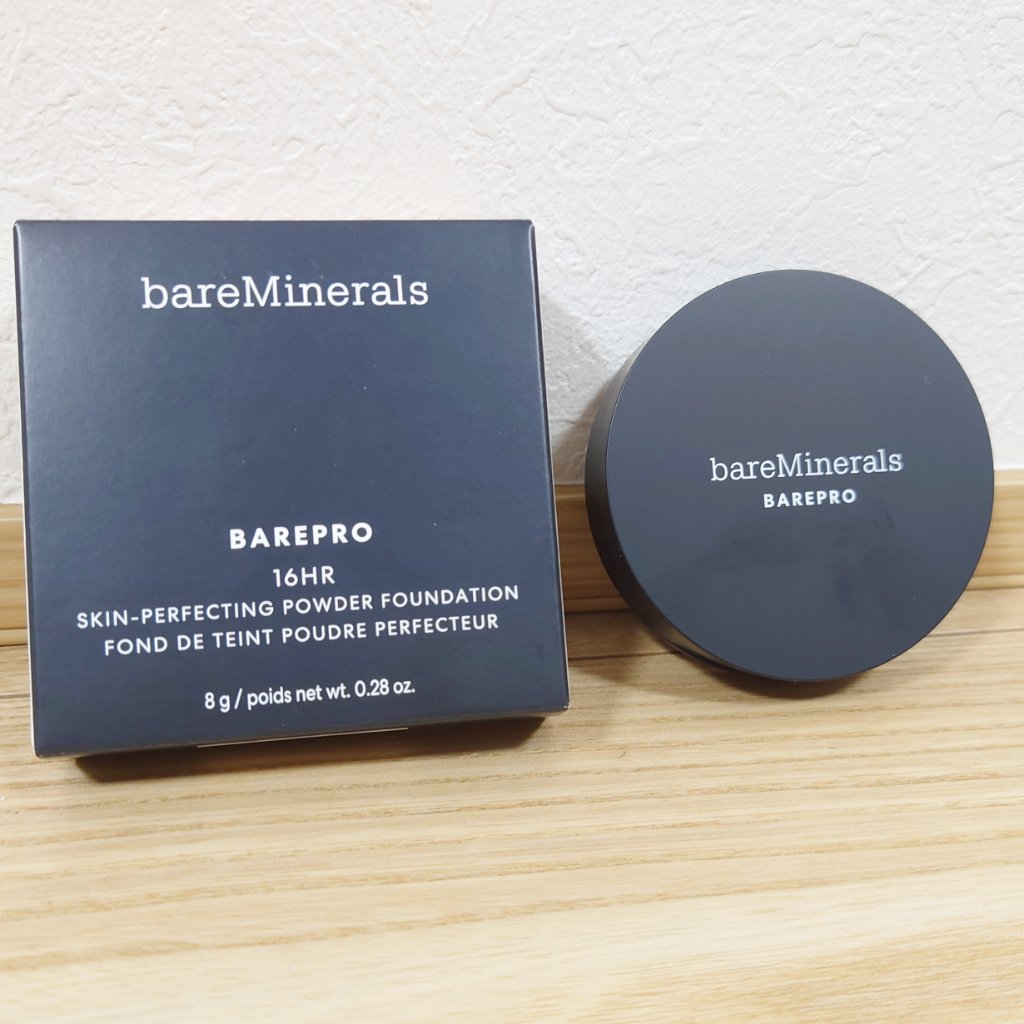 bareMinerals
BAREPRO
16HR
SKIN-PERFECTING POWDER FOUNDATION
FOND DE TEINT POUDRE PERFECTEUR
8 g / poids net wt. 0.28 oz.
bareMinerals
BAREPRO